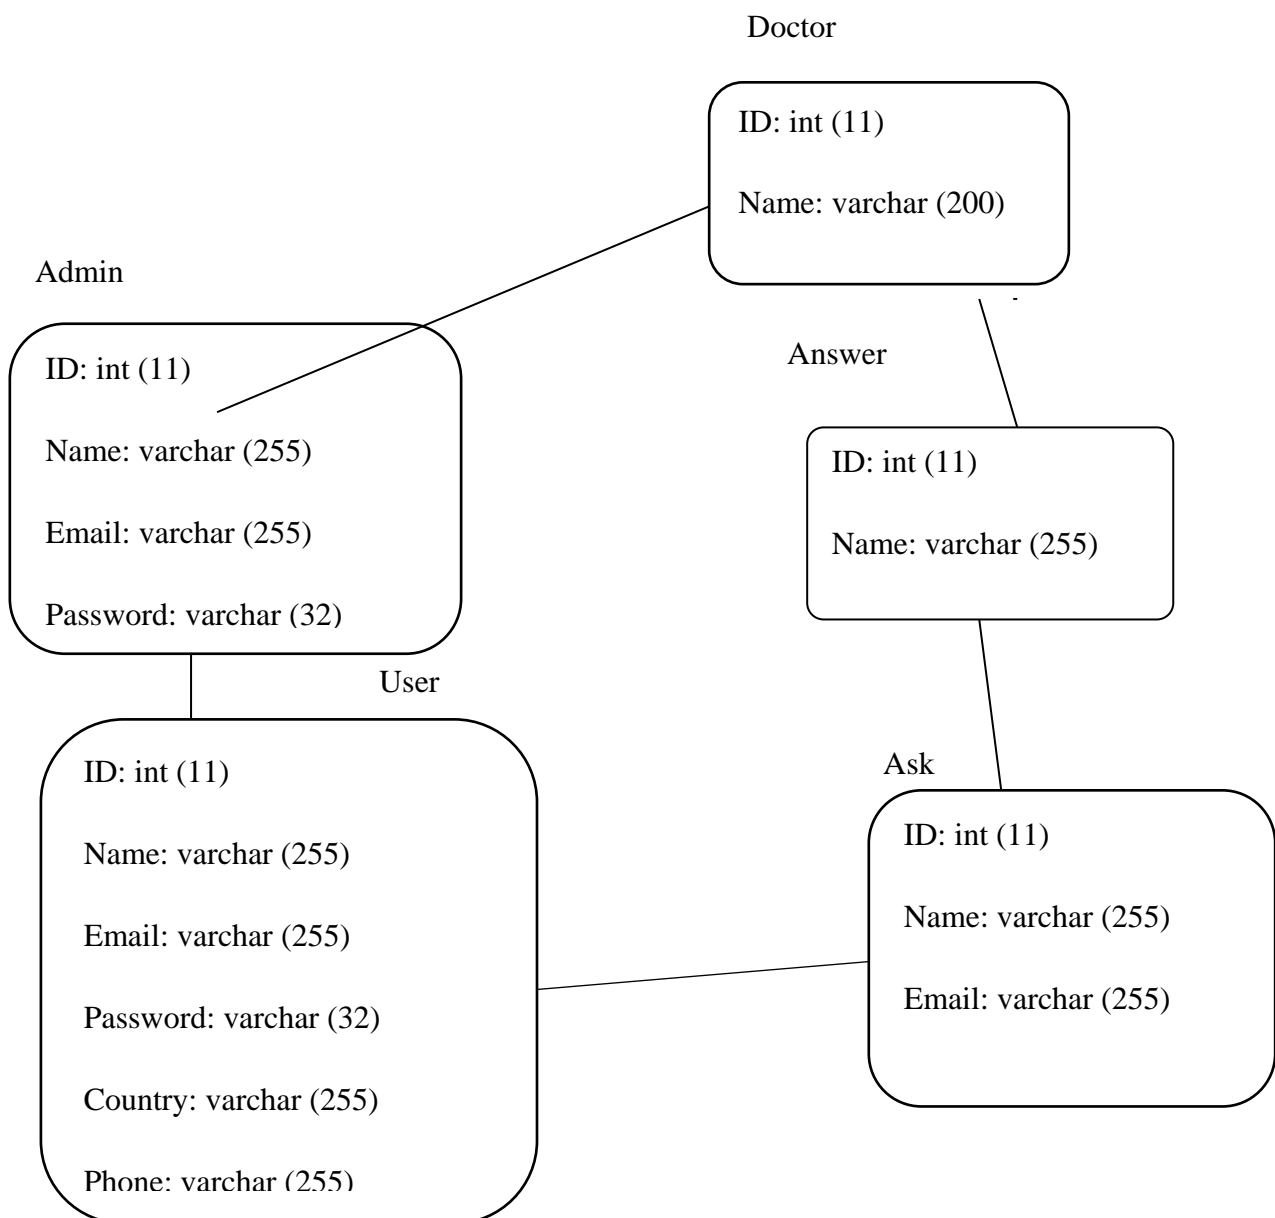 Doctor
ID: int (11)
Name: varchar (200)
Admin
ID: int (11)
Name: varchar (255)
Email: varchar (255)
Password: varchar (32)
Answer
ID: int (11)
Name: varchar (255)
User
ID: int (11)
Name: varchar (255)
Email: varchar (255)
Password: varchar (32)
Country: varchar (255)
Phone: varchar (255)
Ask
ID: int (11)
Name: varchar (255)
Email: varchar (255)